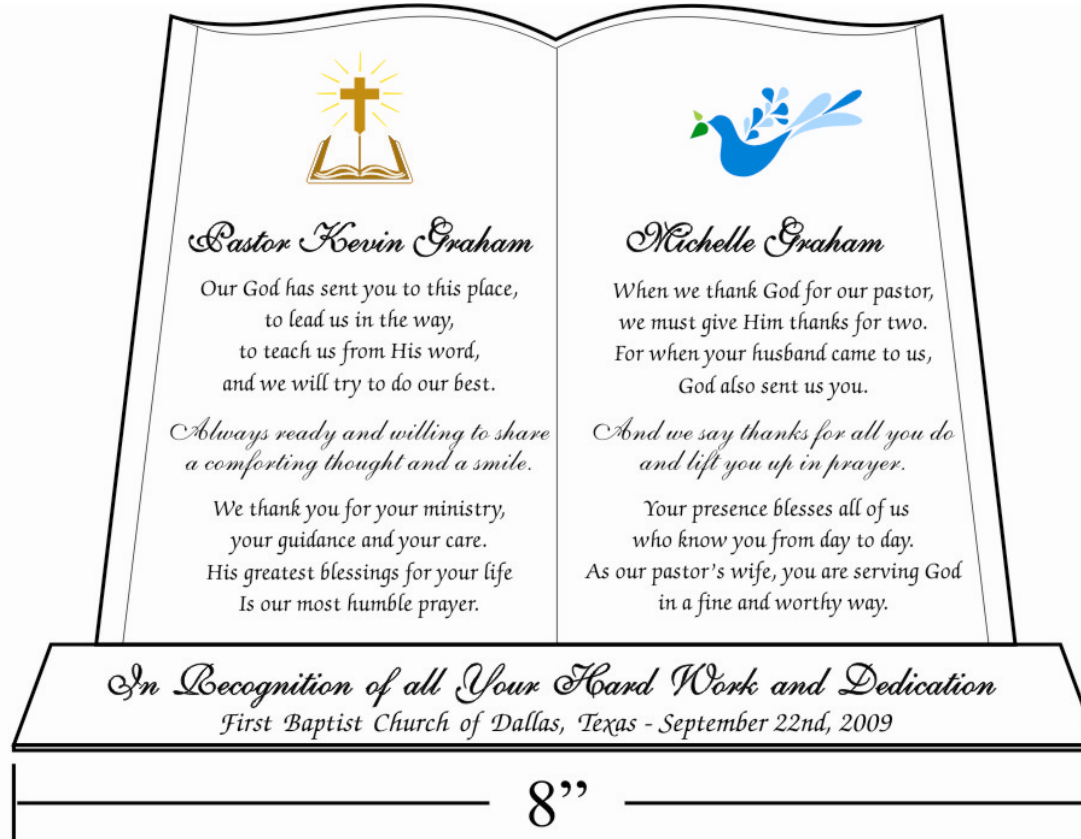 Pastor Kevin Graham
Our God has sent you to this place,
to lead us in the way,
to teach us from His word,
and we will try to do our best.
Always ready and willing to share
a comforting thought and a smile.
We thank you for your ministry,
your guidance and your care.
His greatest blessings for your life
Is our most humble prayer.
Michelle Graham
When we thank God for our pastor,
we must give Him thanks for two.
For when your husband came to us,
God also sent us you.
And we say thanks for all you do
and lift you up in prayer.
Your presence blesses all of us
who know you from day to day.
As our pastor's wife, you are serving God
in a fine and worthy way.
In Recognition of all Your Hard Work and Dedication
First Baptist Church of Dallas, Texas - September 22nd, 2009
8”